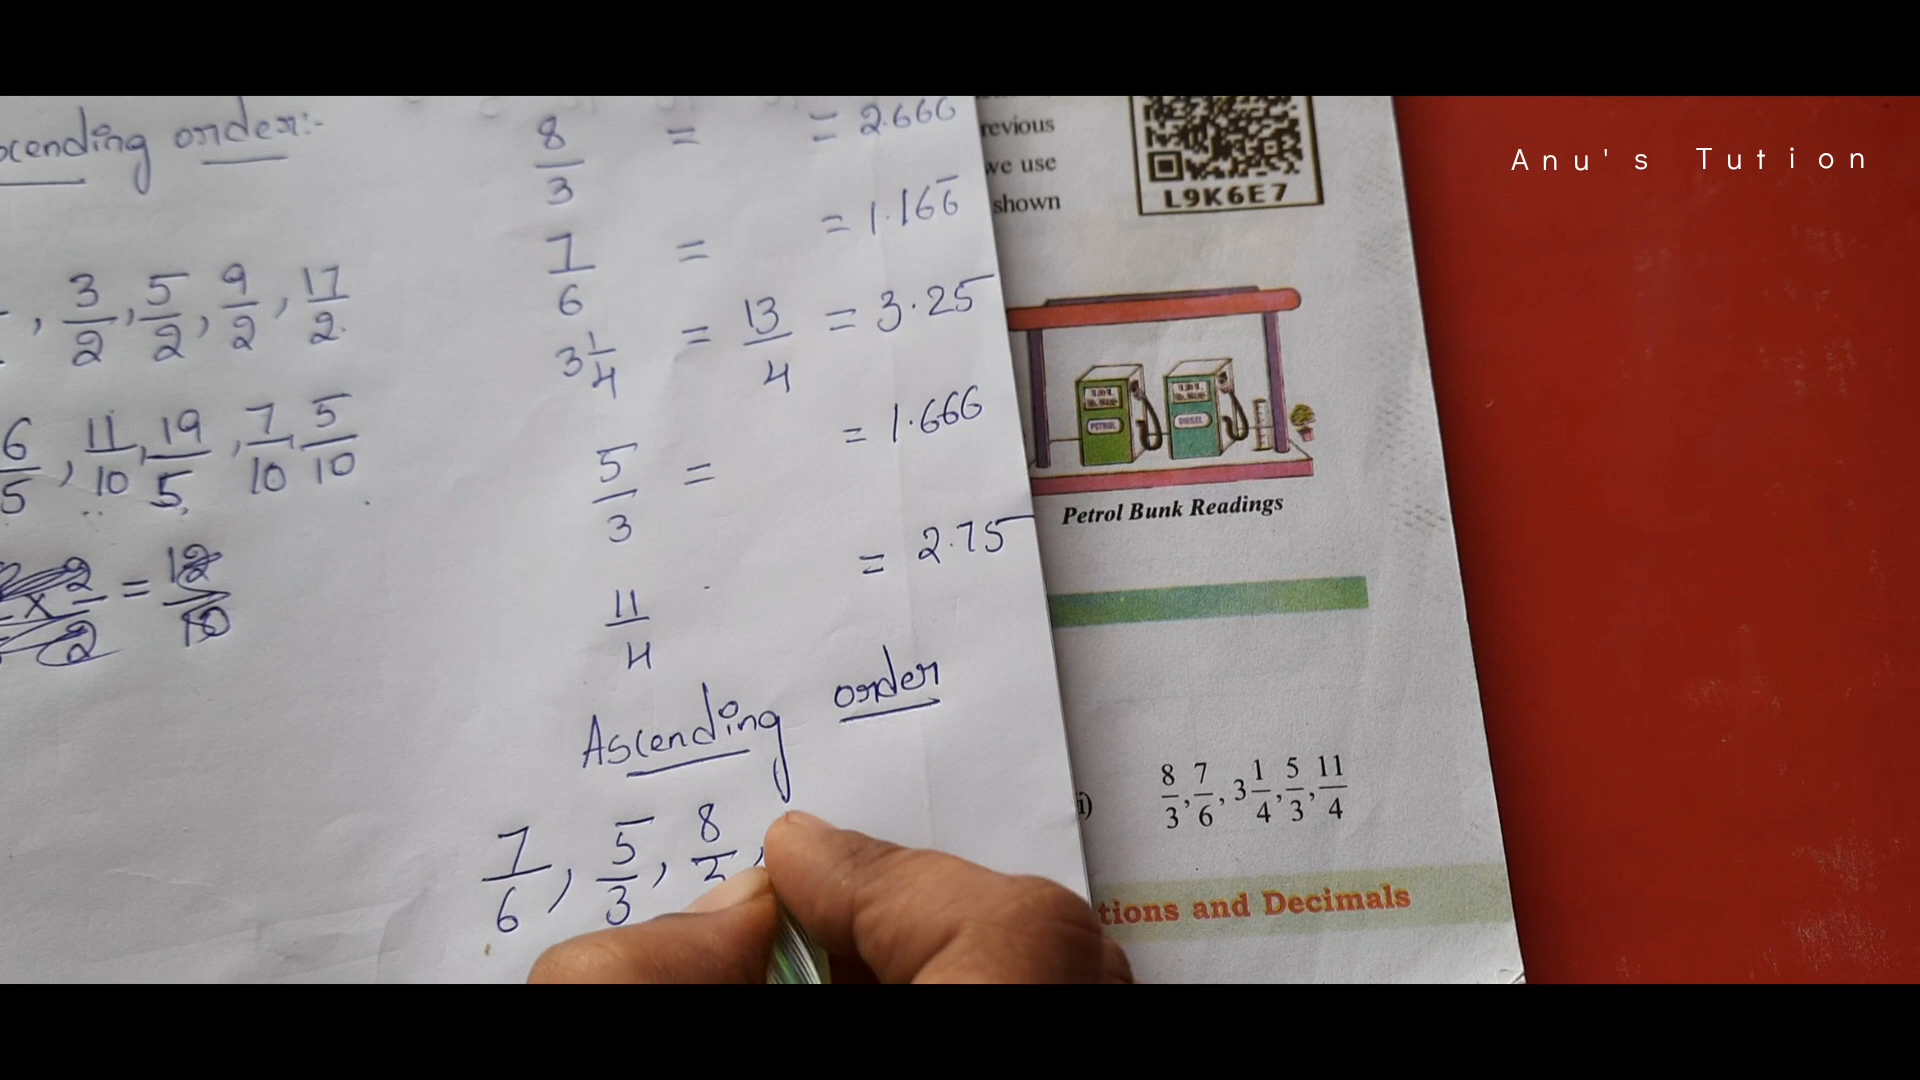 Anu's Tution
scending order:-
, 3/2, 5/2, 9/2, 17/2
6/5, 11/10, 19/5, 7/10, 5/10
x 2/2 = 12/10
8/3 = = 2.666
7/6 = = 1.166
3 1/4 = 13/4 = 3.25
5/3 = = 1.666
11/4 = 2.75
Ascending order
7/6, 5/3, 8/3,
revious
we use
shown
L9K6E7
PETROL
DIESEL
Petrol Bunk Readings
i) 8/3, 7/6, 3 1/4, 5/3, 11/4
tions and Decimals